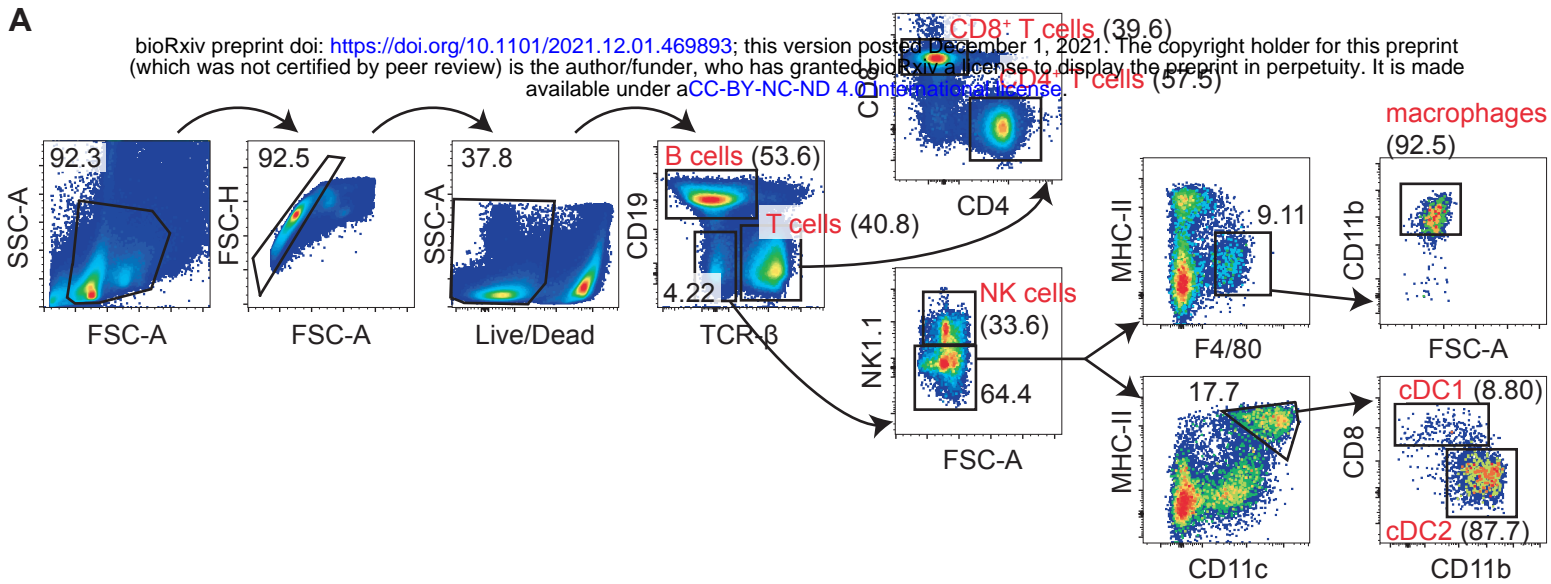 A
bioRxiv preprint doi: https://doi.org/10.1101/2021.12.01.469893; this version posted December 1, 2021. The copyright holder for this preprint
(which was not certified by peer review) is the author/funder, who has granted bioRxiv a license to display the preprint in perpetuity. It is made
available under aCC-BY-NC-ND 4.0 International license.
92.3
SSC-A
FSC-A
92.5
FSC-H
FSC-A
37.8
SSC-A
Live/Dead
B cells (53.6)
T cells (40.8)
4.22
CD19
TCR-β
CD8⁺ T cells (39.6)
CD4⁺ T cells (57.5)
CD8
CD4
NK cells
(33.6)
64.4
NK1.1
FSC-A
9.11
MHC-II
F4/80
macrophages
(92.5)
CD11b
FSC-A
17.7
MHC-II
CD11c
cDC1 (8.80)
cDC2 (87.7)
CD8
CD11b